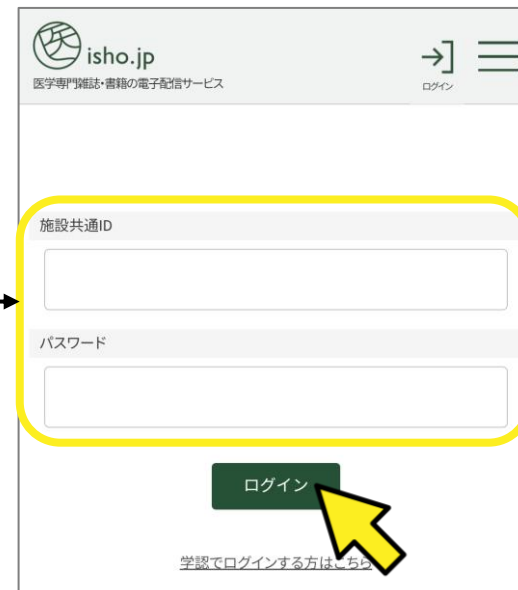 医 isho.jp
医学専門雑誌・書籍の電子配信サービス
ログイン
施設共通ID
パスワード
ログイン
学認でログインする方はこちら